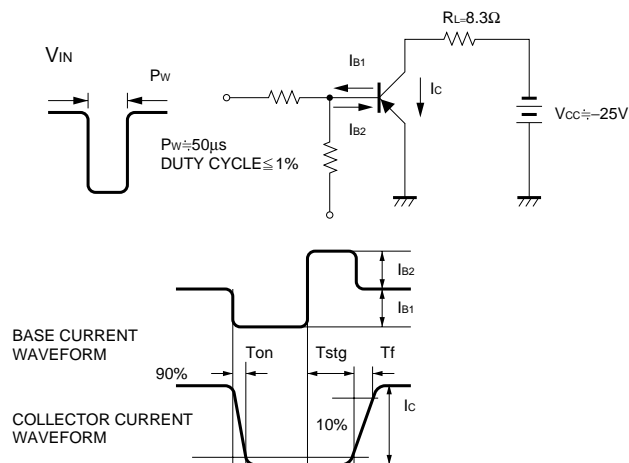 RL=8.3Ω
VIN
PW
IB1
IC
IB2
VCC≒–25V
PW≒50µs
DUTY CYCLE≦1%
IB2
IB1
BASE CURRENT
WAVEFORM
Ton
Tstg
Tf
90%
10%
IC
COLLECTOR CURRENT
WAVEFORM